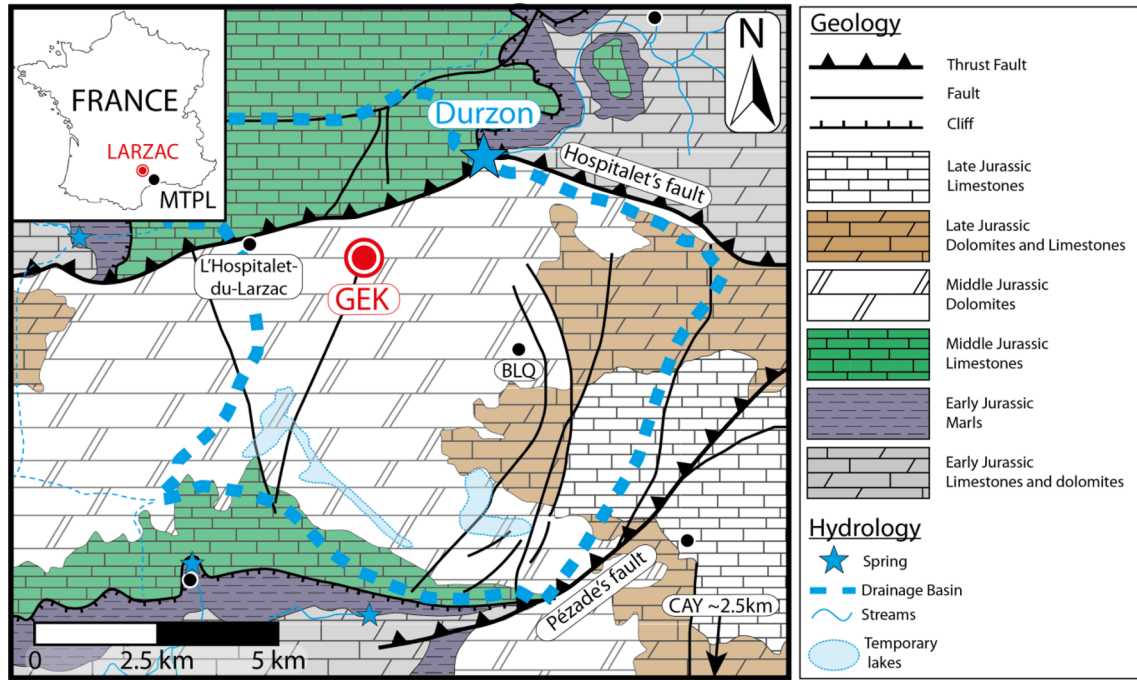 FRANCE
LARZAC
MTPL
N
Durzon
Hospitalet's fault
L'Hospitalet-
du-Larzac
GEK
BLQ
Pézade's fault
CAY ~2.5km
0
2.5 km
5 km
Geology
Thrust Fault
Fault
Cliff
Late Jurassic
Limestones
Late Jurassic
Dolomites and Limestones
Middle Jurassic
Dolomites
Middle Jurassic
Limestones
Early Jurassic
Marls
Early Jurassic
Limestones and dolomites
Hydrology
Spring
Drainage Basin
Streams
Temporary
lakes